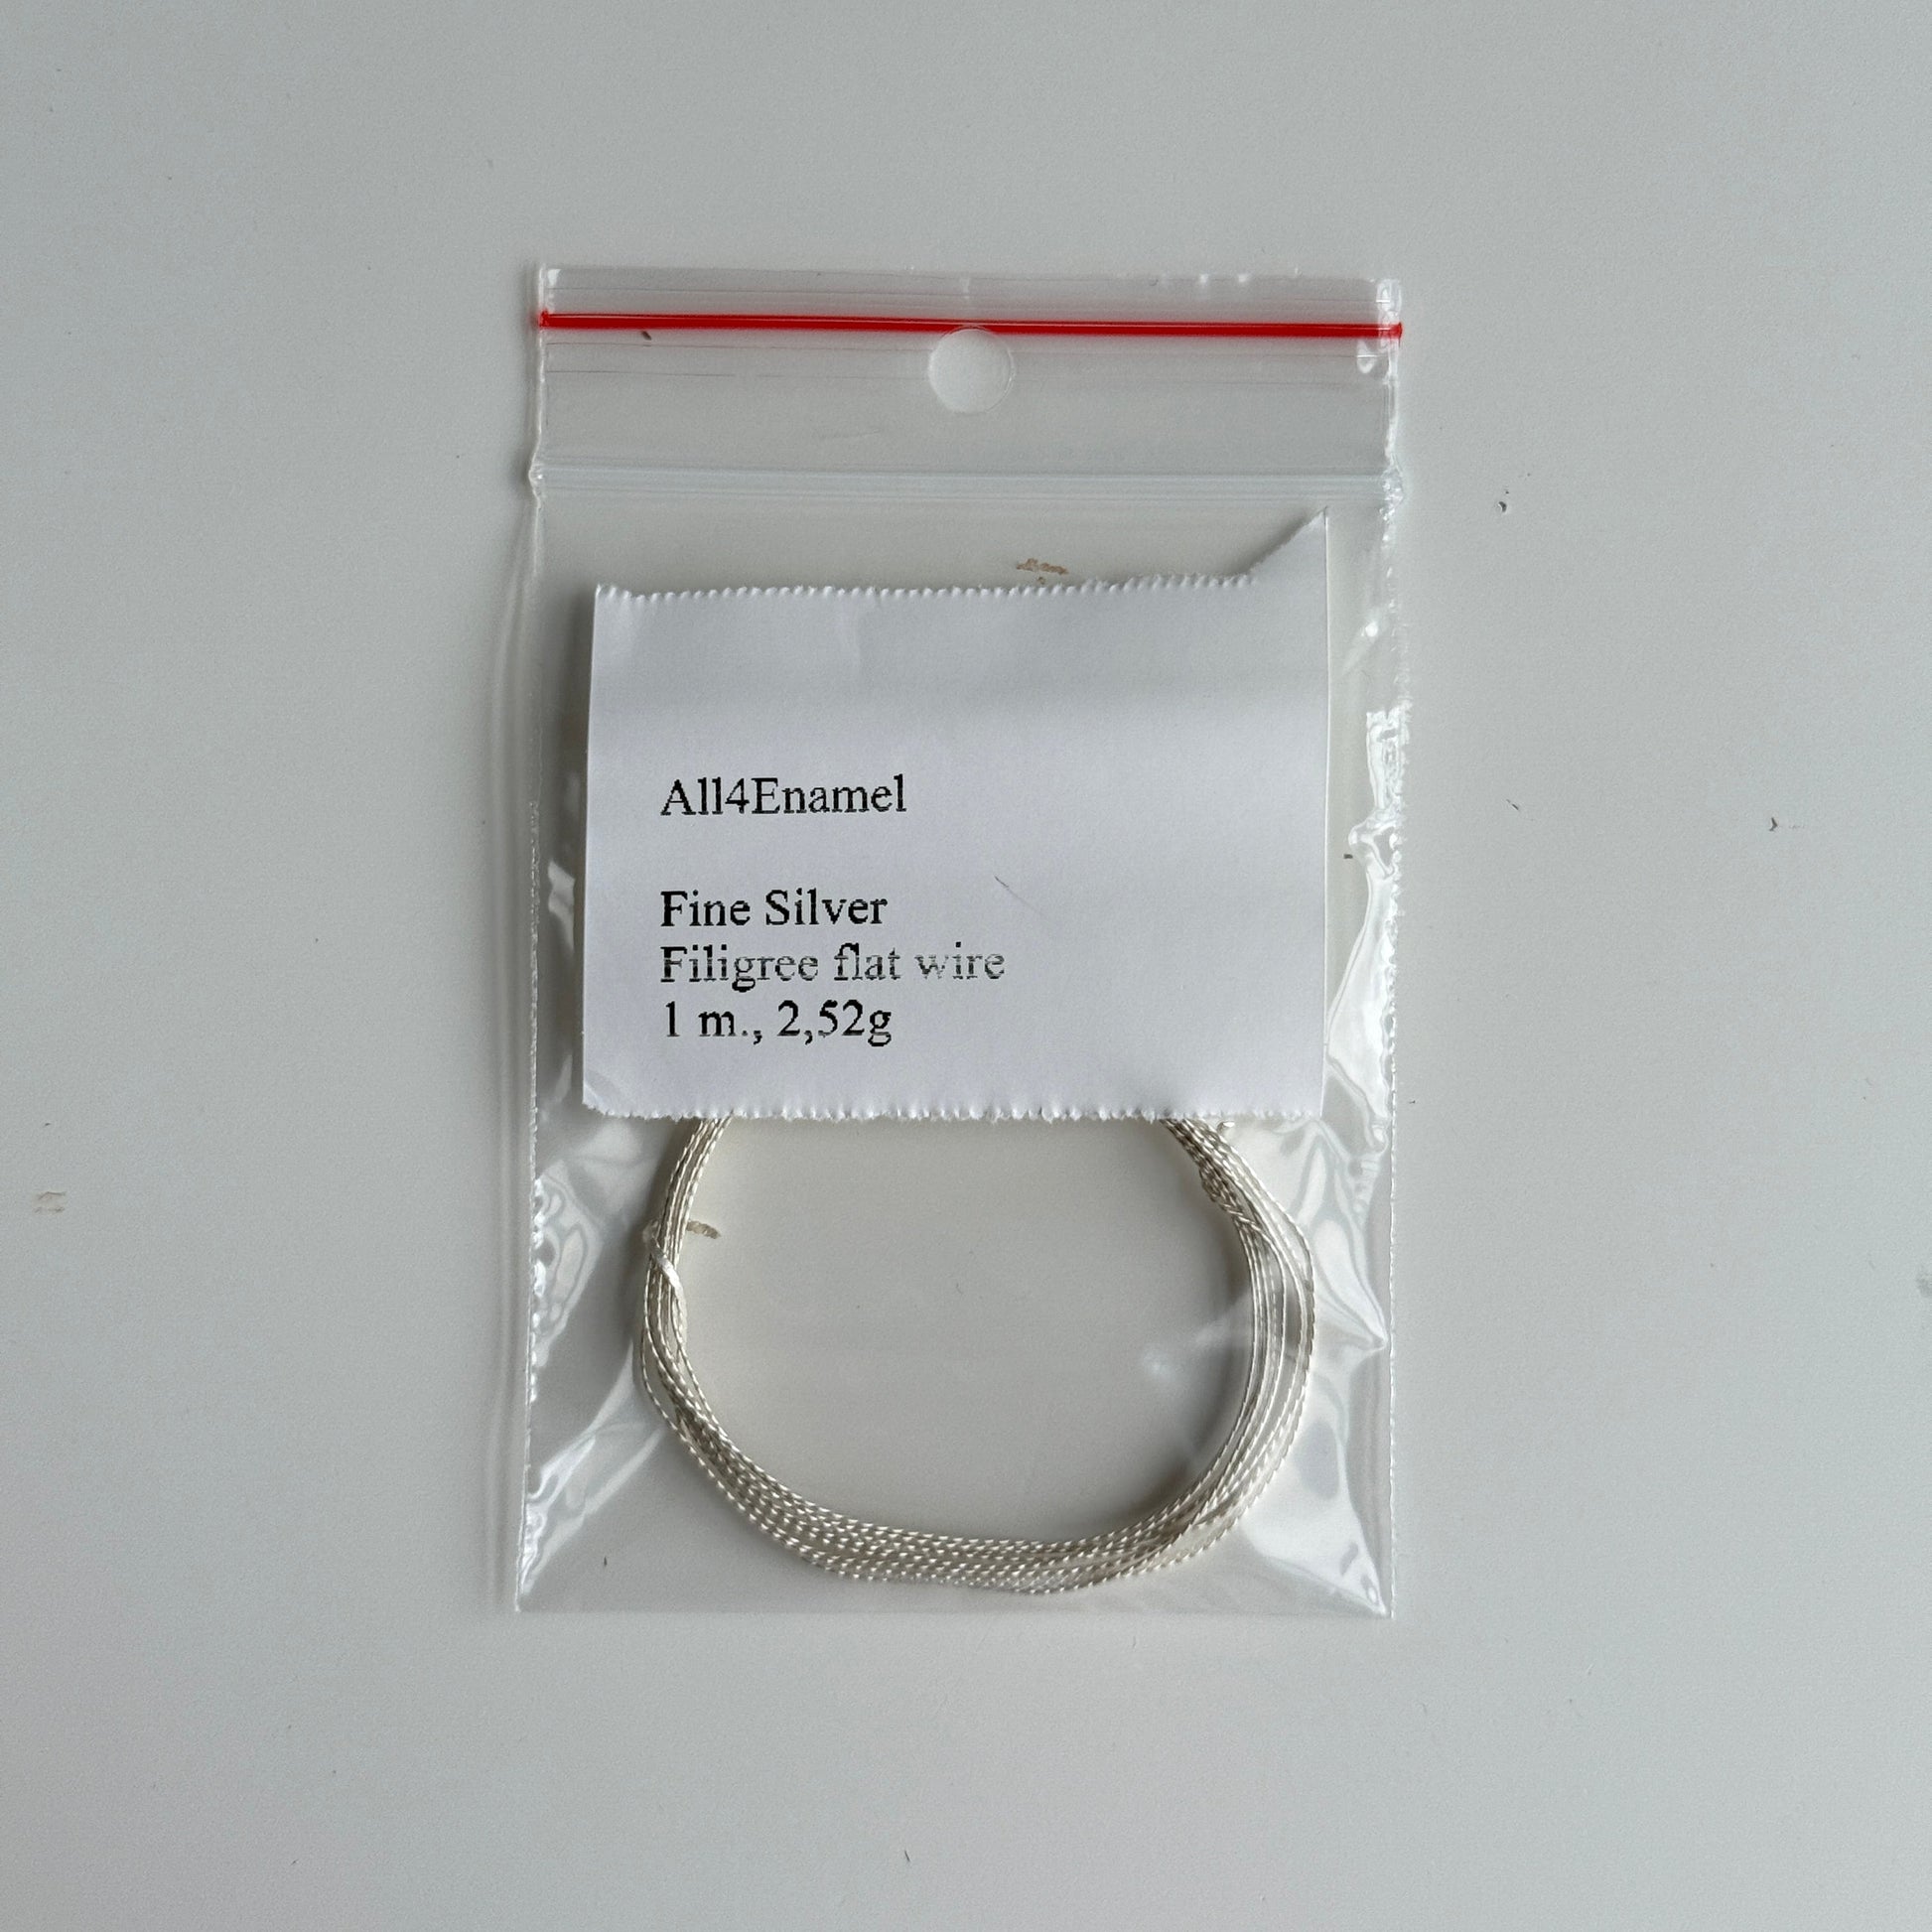 All4Enamel
Fine Silver
Filigree flat wire
1 m., 2,52g